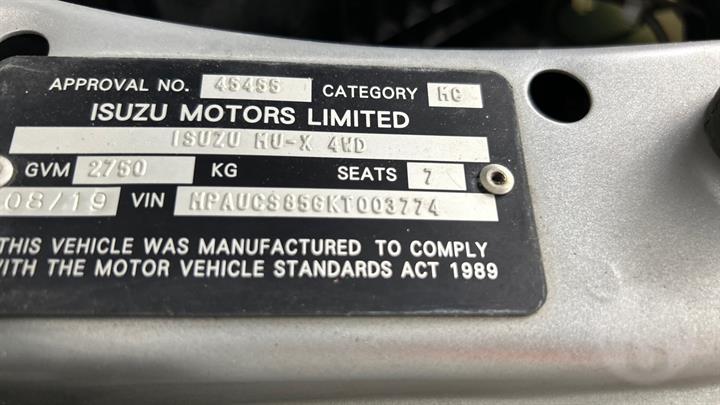 APPROVAL NO. 45455 CATEGORY MC
ISUZU MOTORS LIMITED
ISUZU MU-X 4WD
GVM 2750 KG SEATS 7
08/19 VIN MPAUCS85GKT003774
THIS VEHICLE WAS MANUFACTURED TO COMPLY
WITH THE MOTOR VEHICLE STANDARDS ACT 1989